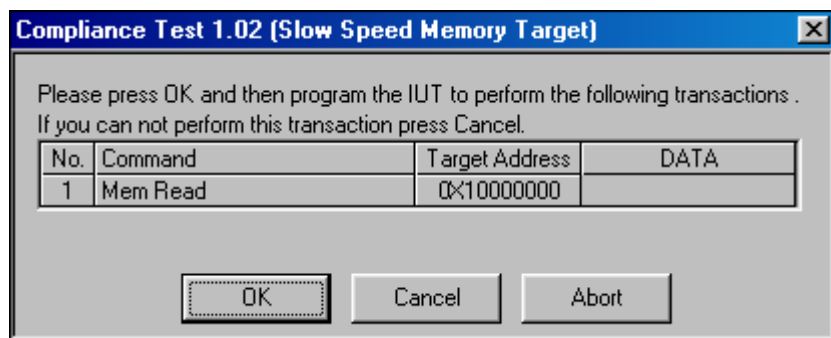 Compliance Test 1.02 (Slow Speed Memory Target)
Please press OK and then program the IUT to perform the following transactions .
If you can not perform this transaction press Cancel.
No. Command Target Address DATA
1 Mem Read 0X10000000
OK Cancel Abort